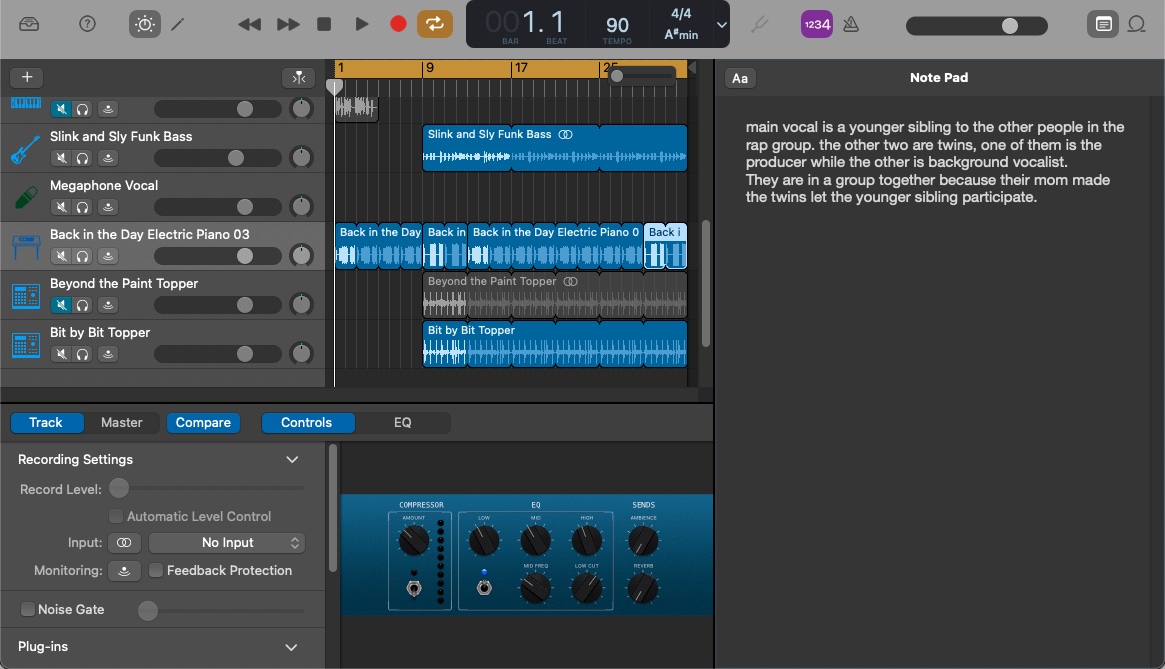 001.1
BAR
BEAT
90
TEMPO
4/4
A♯min
1234
1
9
17
Aa
Note Pad
Slink and Sly Funk Bass
Slink and Sly Funk Bass
Megaphone Vocal
Back in the Day Electric Piano 03
Back in the Day
Back in
Back in the Day Electric Piano 0
Back i
Beyond the Paint Topper
Beyond the Paint Topper
Bit by Bit Topper
Bit by Bit Topper
main vocal is a younger sibling to the other people in the
rap group. the other two are twins, one of them is the
producer while the other is background vocalist.
They are in a group together because their mom made
the twins let the younger sibling participate.
Track
Master
Compare
Controls
EQ
Recording Settings
Record Level:
Automatic Level Control
Input:
No Input
Monitoring:
Feedback Protection
Noise Gate
Plug-ins
COMPRESSOR
EQ
SENDS
AMOUNT
LOW
MID
HIGH
AMBIENCE
MID FREQ
LOW CUT
REVERB